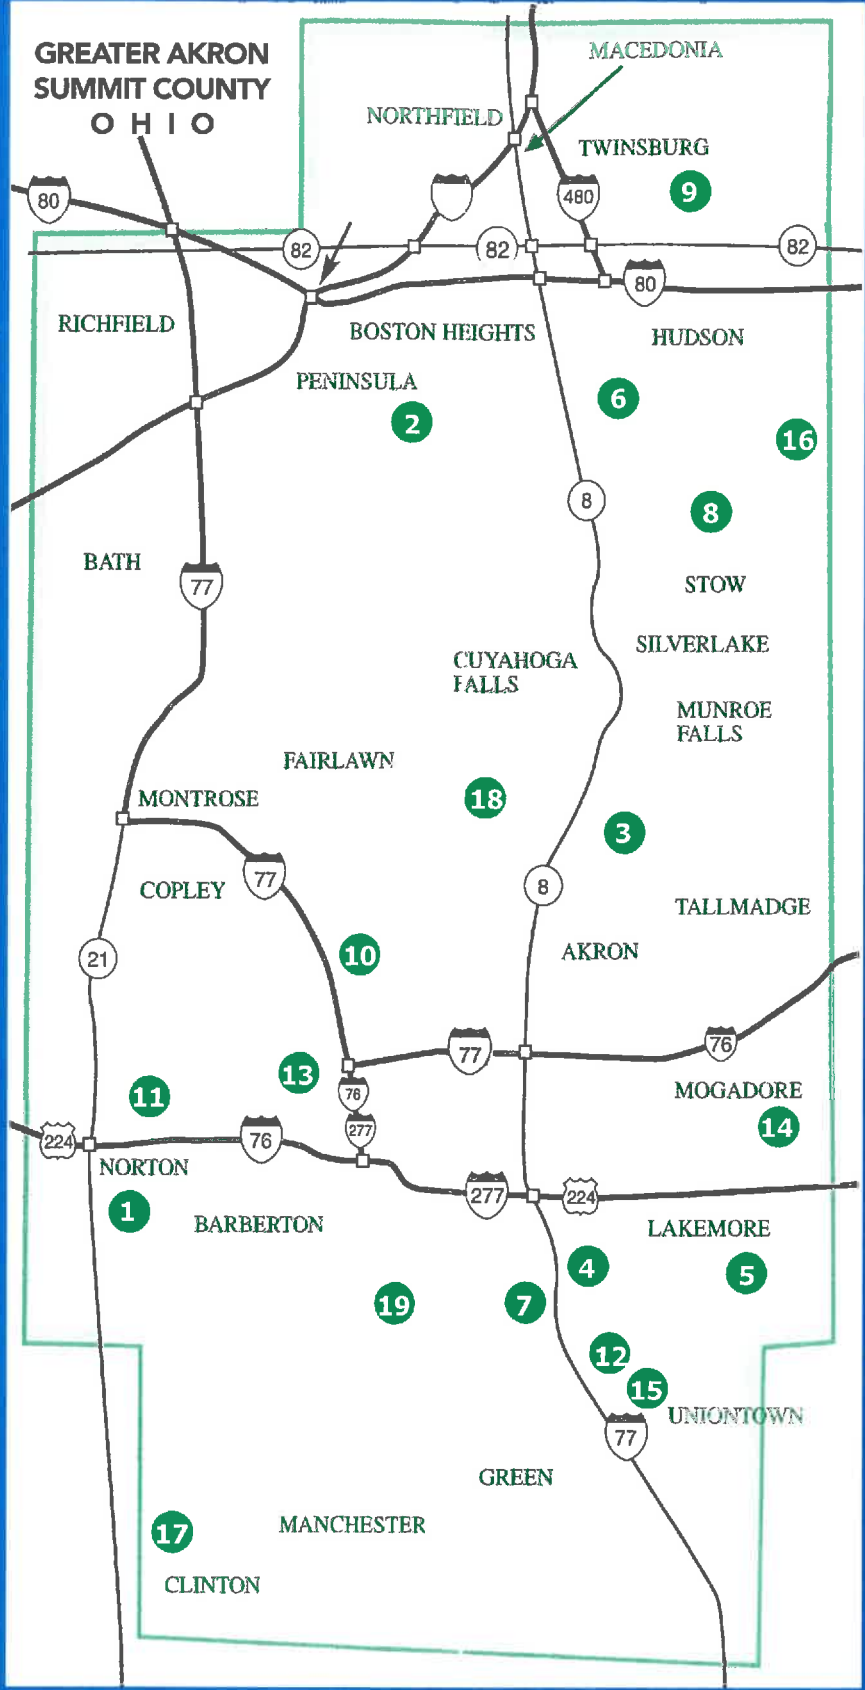 GREATER AKRON
SUMMIT COUNTY
OHIO
MACEDONIA
NORTHFIELD
TWINSBURG
9
80
480
82
82
82
80
RICHFIELD
BOSTON HEIGHTS
HUDSON
PENINSULA
2
6
16
8
8
BATH
77
STOW
SILVERLAKE
CUYAHOGA
FALLS
MUNROE
FALLS
FAIRLAWN
MONTROSE
18
3
77
COPLEY
8
TALLMADGE
21
10
AKRON
77
76
13
76
MOGADORE
11
14
224
76
277
NORTON
277
224
1
BARBERTON
LAKEMORE
4
5
19
7
12
15
UNIONTOWN
77
GREEN
17
MANCHESTER
CLINTON